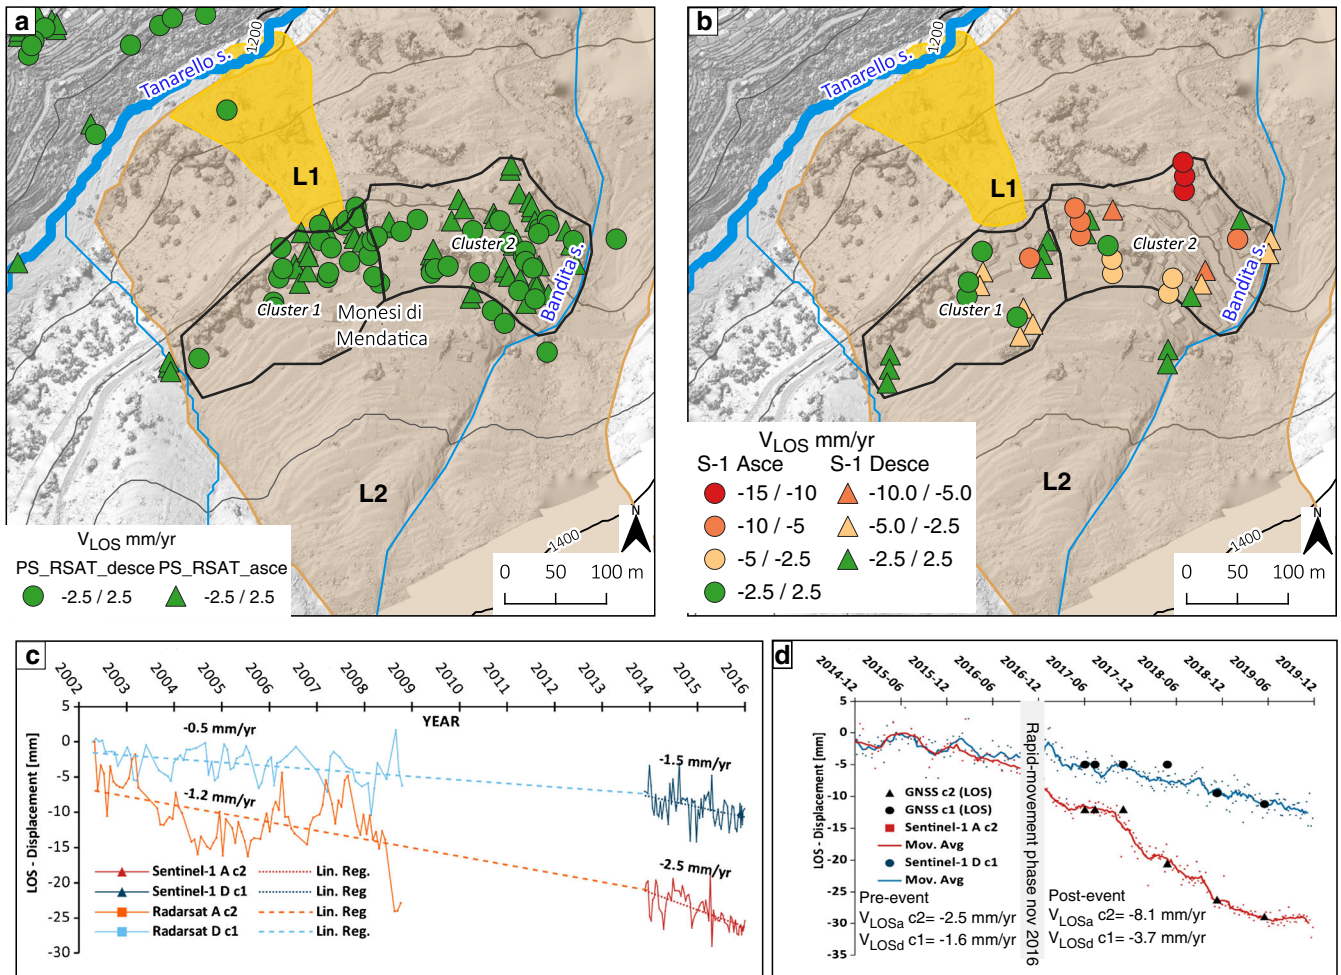 a
Tanarello s.
1200
L1
Cluster 2
Cluster 1
Monesi di
Mendatica
Bandita s.
L2
1400
N
V_LOS mm/yr
PS_RSAT_desce PS_RSAT_asce
-2.5 / 2.5 -2.5 / 2.5
0 50 100 m
b
Tanarello s.
1200
L1
Cluster 2
Cluster 1
Bandita s.
L2
1400
N
V_LOS mm/yr
S-1 Asce S-1 Desce
-15 / -10 -10.0 / -5.0
-10 / -5 -5.0 / -2.5
-5 / -2.5 -2.5 / 2.5
-2.5 / 2.5
0 50 100 m
c
2002 2003 2004 2005 2006 2007 2008 2009 2010 2011 2012 2013 2014 2015 2016
YEAR
LOS - Displacement [mm]
5
0
-5
-10
-15
-20
-25
-30
-0.5 mm/yr
-1.2 mm/yr
-1.5 mm/yr
-2.5 mm/yr
Sentinel-1 A c2 Lin. Reg.
Sentinel-1 D c1 Lin. Reg
Radarsat A c2 Lin. Reg
Radarsat D c1 Lin. Reg.
d
2014-12 2015-06 2015-12 2016-06 2016-12 2017-06 2017-12 2018-06 2018-12 2019-06 2019-12
LOS - Displacement [mm]
5
0
-5
-10
-15
-20
-25
-30
-35
GNSS c2 (LOS)
GNSS c1 (LOS)
Sentinel-1 A c2
Mov. Avg
Sentinel-1 D c1
Mov. Avg
Rapid-movement phase nov 2016
Pre-event
V_LOSa c2= -2.5 mm/yr
V_LOSd c1= -1.6 mm/yr
Post-event
V_LOSa c2= -8.1 mm/yr
V_LOSd c1= -3.7 mm/yr